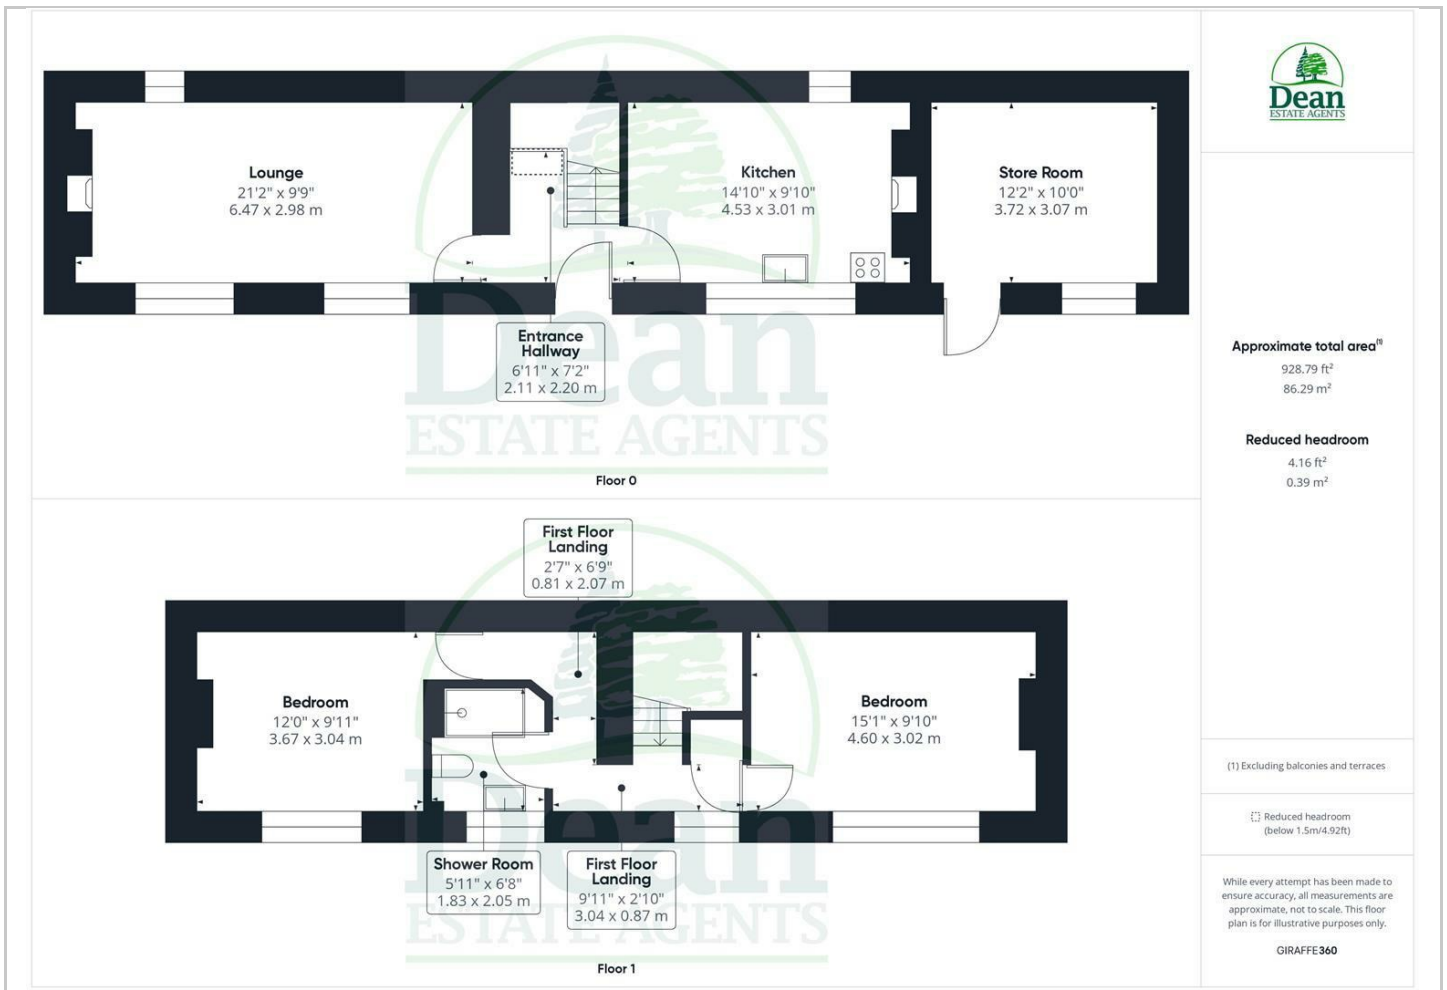 Lounge
21'2" x 9'9"
6.47 x 2.98 m
Kitchen
14'10" x 9'10"
4.53 x 3.01 m
Store Room
12'2" x 10'0"
3.72 x 3.07 m
Entrance
Hallway
6'11" x 7'2"
2.11 x 2.20 m
Dean
ESTATE AGENTS
Floor 0
First Floor
Landing
2'7" x 6'9"
0.81 x 2.07 m
Bedroom
12'0" x 9'11"
3.67 x 3.04 m
Bedroom
15'1" x 9'10"
4.60 x 3.02 m
Shower Room
5'11" x 6'8"
1.83 x 2.05 m
First Floor
Landing
9'11" x 2'10"
3.04 x 0.87 m
Dean
ESTATE AGENTS
Floor 1
Dean
ESTATE AGENTS
Approximate total area⁽¹⁾
928.79 ft²
86.29 m²
Reduced headroom
4.16 ft²
0.39 m²
(1) Excluding balconies and terraces
Reduced headroom
(below 1.5m/4.92ft)
While every attempt has been made to
ensure accuracy, all measurements are
approximate, not to scale. This floor
plan is for illustrative purposes only.
GIRAFFE360